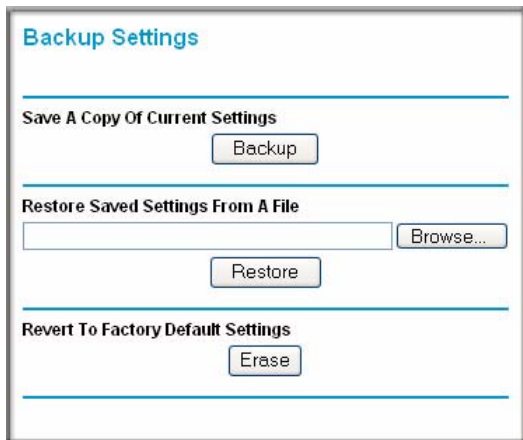 Backup Settings
Save A Copy Of Current Settings
Backup
Restore Saved Settings From A File
Browse...
Restore
Revert To Factory Default Settings
Erase